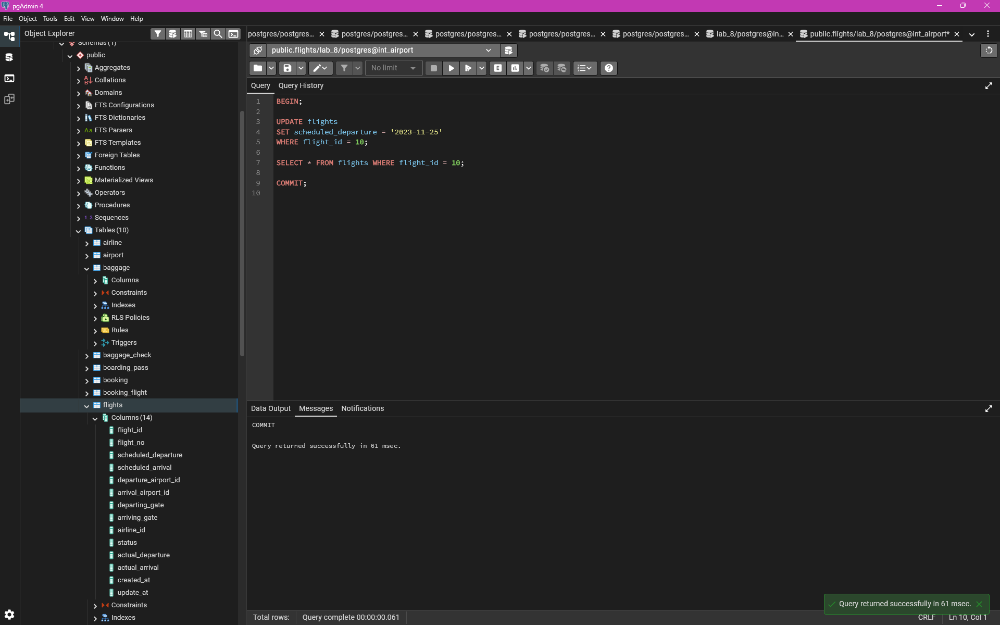 pgAdmin 4
File Object Tools Edit View Window Help
Object Explorer
postgres/postgres... postgres/postgres... postgres/postgres... postgres/postgres... postgres/postgres... lab_8/postgres@in... public.flights/lab_8/postgres@int_airport*
Schemas (1)
public
Aggregates
Collations
Domains
FTS Configurations
FTS Dictionaries
Aa FTS Parsers
FTS Templates
Foreign Tables
Functions
Materialized Views
Operators
Procedures
1..3 Sequences
Tables (10)
airline
airport
baggage
Columns
Constraints
Indexes
RLS Policies
Rules
Triggers
baggage_check
boarding_pass
booking
booking_flight
flights
Columns (14)
flight_id
flight_no
scheduled_departure
scheduled_arrival
departure_airport_id
arrival_airport_id
departing_gate
arriving_gate
airline_id
status
actual_departure
actual_arrival
created_at
update_at
Constraints
Indexes
public.flights/lab_8/postgres@int_airport
No limit
E
Query Query History
1 BEGIN;
2
3 UPDATE flights
4 SET scheduled_departure = '2023-11-25'
5 WHERE flight_id = 10;
6
7 SELECT * FROM flights WHERE flight_id = 10;
8
9 COMMIT;
10
Data Output Messages Notifications
COMMIT
Query returned successfully in 61 msec.
Query returned successfully in 61 msec.
Total rows: Query complete 00:00:00.061 CRLF Ln 10, Col 1